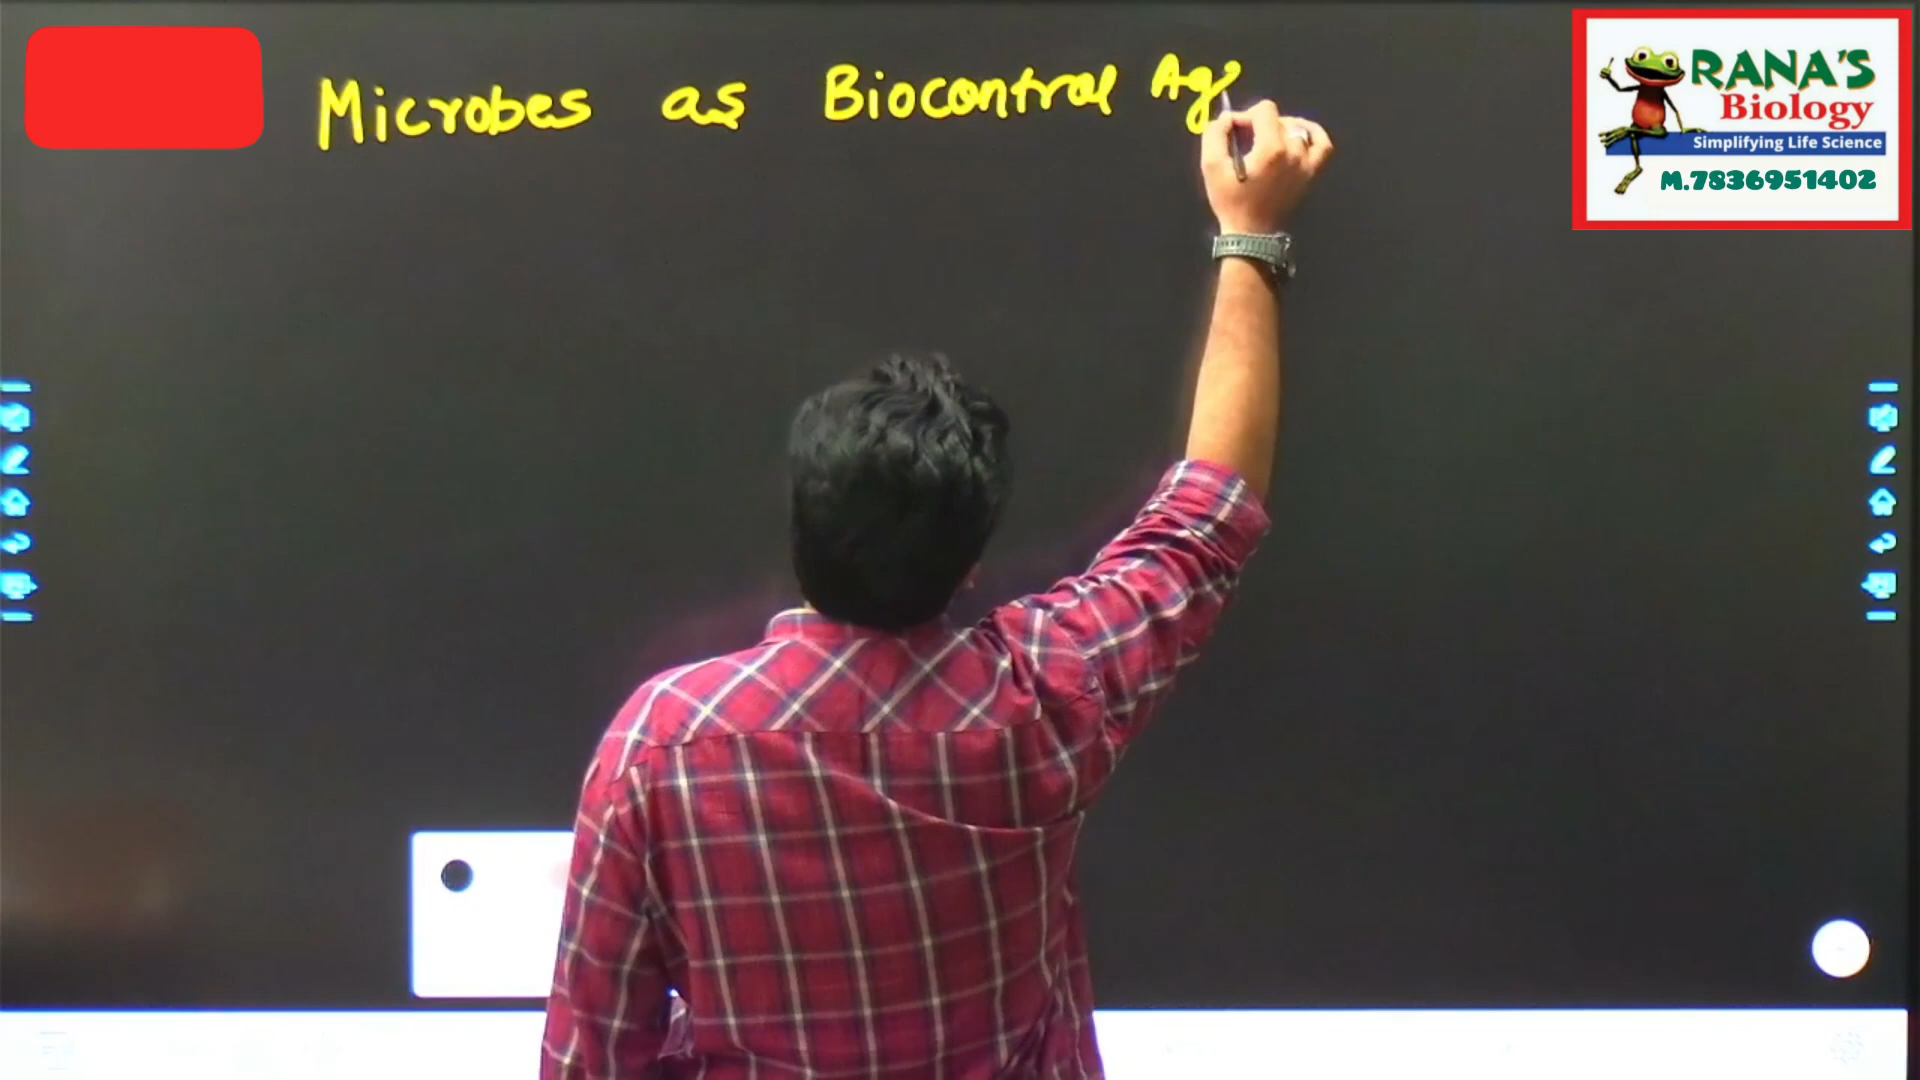 Microbes as Biocontrol Ag
RANA'S
Biology
Simplifying Life Science
M.7836951402